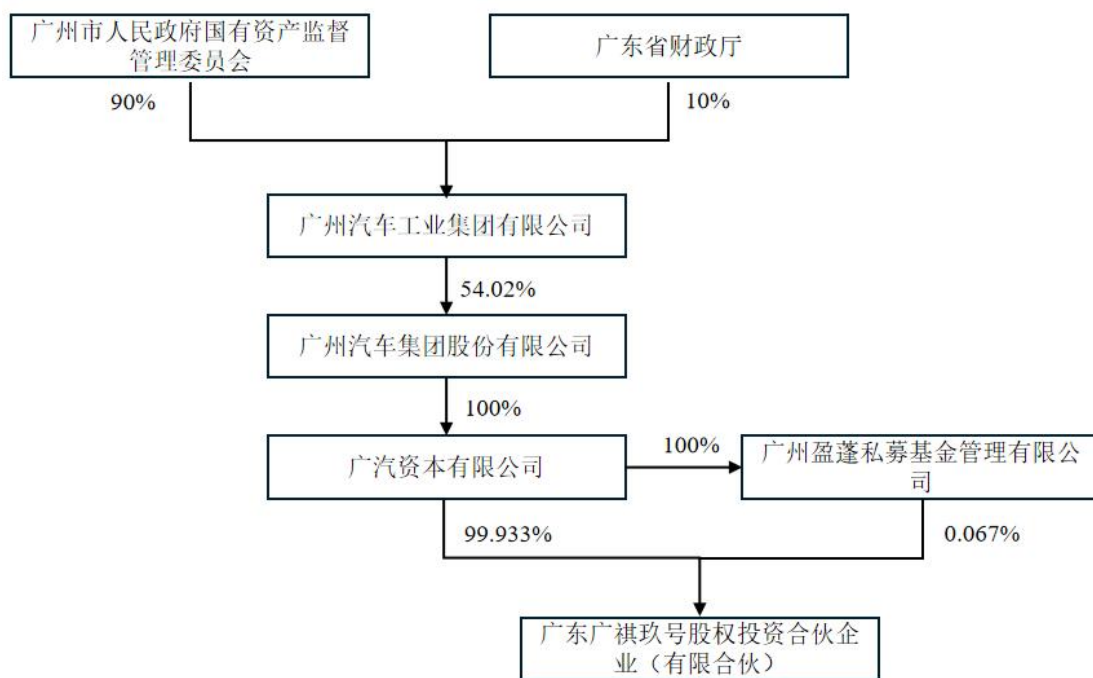 广州市人民政府国有资产监督
管理委员会
广东省财政厅
90%
10%
广州汽车工业集团有限公司
54.02%
广州汽车集团股份有限公司
100%
广汽资本有限公司
100%
广州盈蓬私募基金管理有限公
司
99.933%
0.067%
广东广祺玖号股权投资合伙企
业（有限合伙）